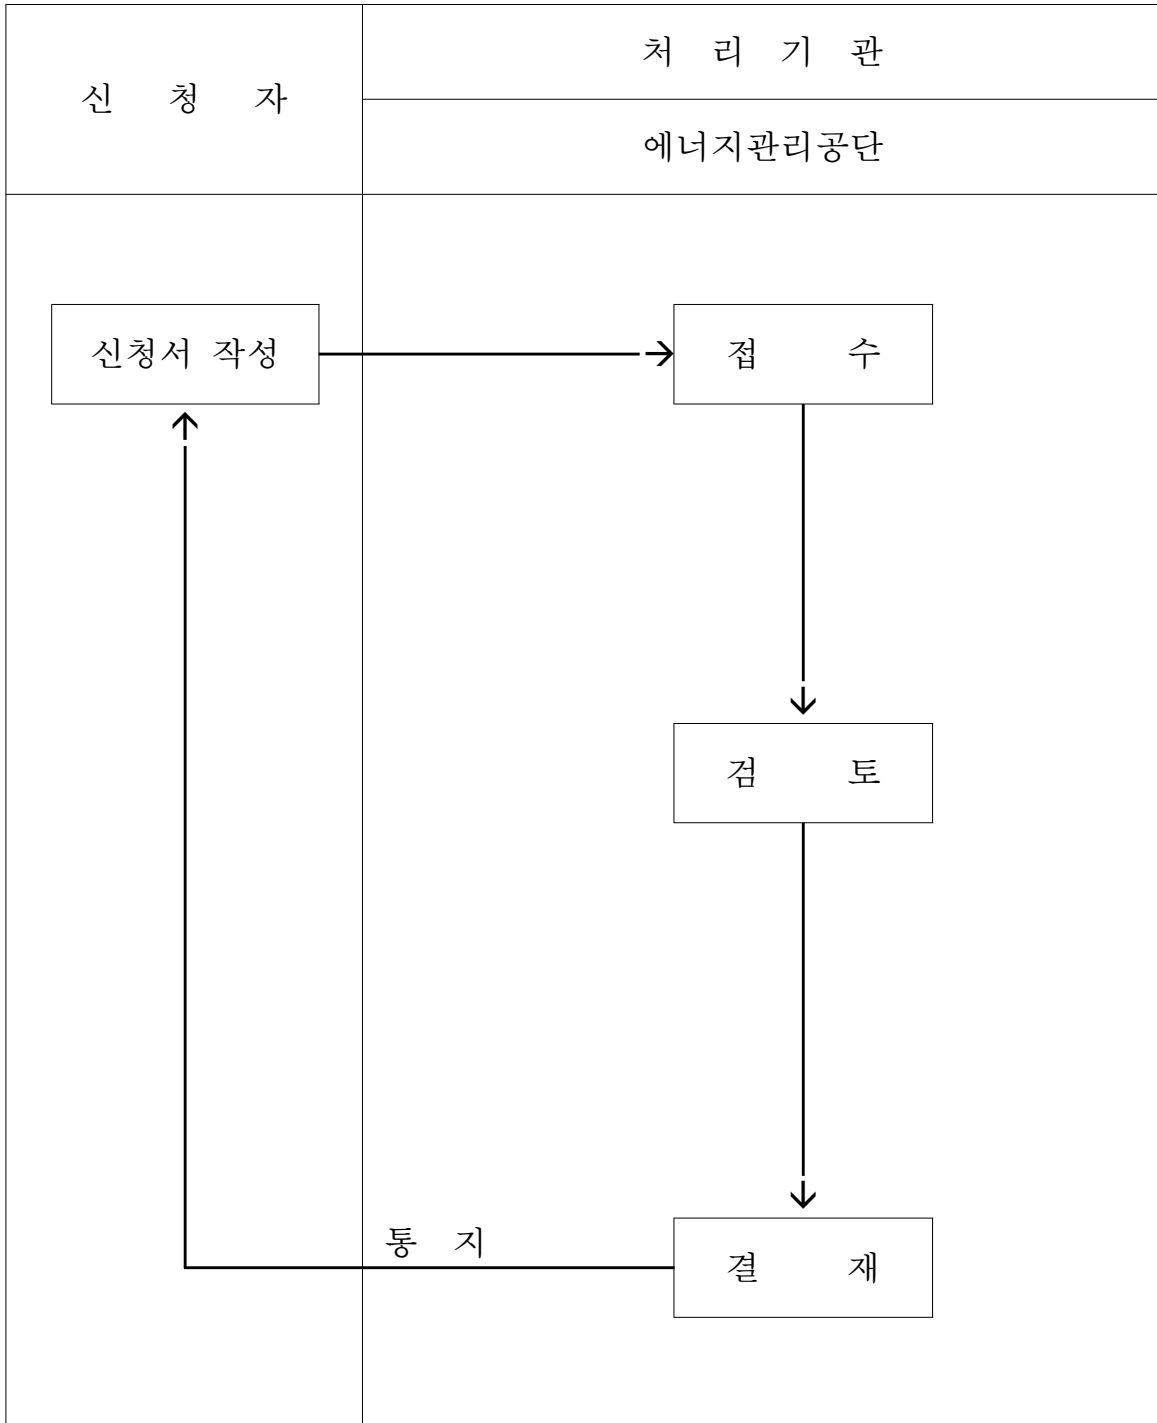 신 청 자
처 리 기 관
에너지관리공단
신청서 작성
접 수
검 토
통 지
결 재